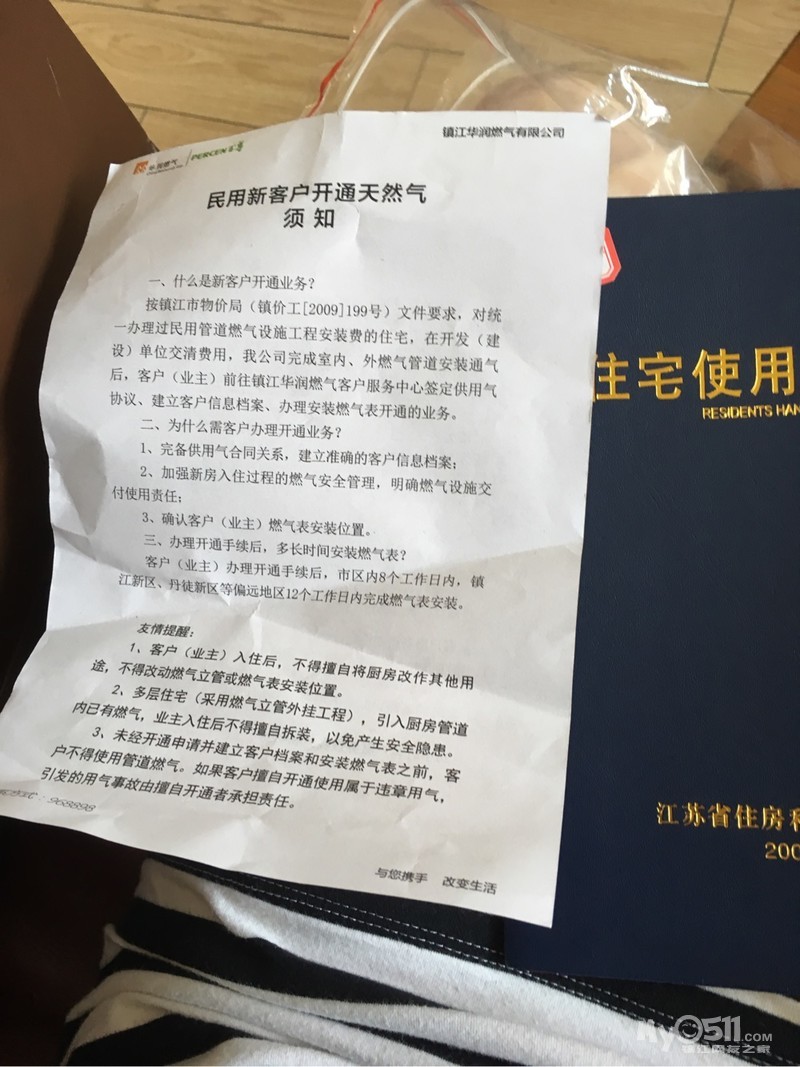 镇江华润燃气有限公司
华润燃气
PERCEN
民用新客户开通天然气
须 知
一、什么是新客户开通业务?
按镇江市物价局（镇价工[2009]199号）文件要求，对统
一办理过民用管道燃气设施工程安装费的住宅，在开发（建
设）单位交清费用，我公司完成室内、外燃气管道安装通气
后，客户（业主）前往镇江华润燃气客户服务中心签定供用气
协议、建立客户信息档案、办理安装燃气表开通的业务。
二、为什么需客户办理开通业务?
1、完备供用气合同关系，建立准确的客户信息档案；
2、加强新房入住过程的燃气安全管理，明确燃气设施交
付使用责任；
3、确认客户（业主）燃气表安装位置。
三、办理开通手续后，多长时间安装燃气表?
客户（业主）办理开通手续后，市区内8个工作日内，镇
江新区、丹徒新区等偏远地区12个工作日内完成燃气表安装。
友情提醒：
1、客户（业主）入住后，不得擅自将厨房改作其他用
途，不得改动燃气立管或燃气表安装位置。
2、多层住宅（采用燃气立管外挂工程），引入厨房管道
内已有燃气，业主入住后不得擅自拆装，以免产生安全隐患。
3、未经开通申请并建立客户档案和安装燃气表之前，客
户不得使用管道燃气。如果客户擅自开通使用属于违章用气，
引发的用气事故由擅自开通者承担责任。
968898
与您携手 改变生活
住宅使用
RESIDENTS HAN
江苏省住房和
200
My0511.COM
镇江网友之家